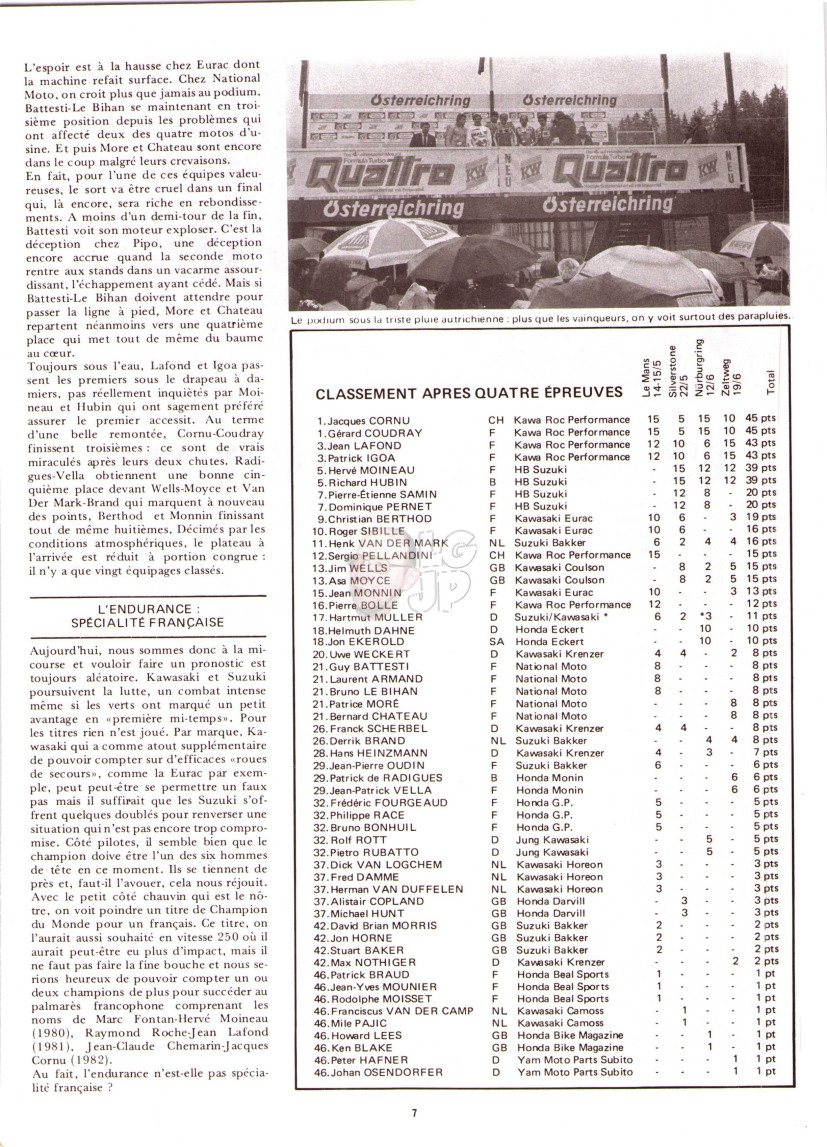 L'espoir est à la hausse chez Eurac dont
la machine refait surface. Chez National
Moto, on croit plus que jamais au podium,
Battesti-Le Bihan se maintenant en troi-
sième position depuis les problèmes qui
ont affecté deux des quatre motos d'u-
sine. Et puis More et Chateau sont encore
dans le coup malgré leurs crevaisons.
En fait, pour l'une de ces équipes valeu-
reuses, le sort va être cruel dans un final
qui, là encore, sera riche en rebondisse-
ments. A moins d'un demi-tour de la fin,
Battesti voit son moteur exploser. C'est la
déception chez Pipo, une déception
encore accrue quand la seconde moto
rentre aux stands dans un vacarme assour-
dissant, l'échappement ayant cédé. Mais si
Battesti-Le Bihan doivent attendre pour
passer la ligne à pied, More et Chateau
repartent néanmoins vers une quatrième
place qui met tout de même du baume
au cœur.
Toujours sous l'eau, Lafond et Igoa pas-
sent les premiers sous le drapeau à da-
miers, pas réellement inquiétés par Moi-
neau et Hubin qui ont sagement préféré
assurer le premier accessit. Au terme
d'une belle remontée, Cornu-Coudray
finissent troisièmes : ce sont de vrais
miraculés après leurs deux chutes. Radi-
gues-Vella obtiennent une bonne cin-
quième place devant Wells-Moyce et Van
Der Mark-Brand qui marquent à nouveau
des points, Berthod et Monnin finissant
tout de même huitièmes, Décimés par les
conditions atmosphériques, le plateau à
l'arrivée est réduit à portion congrue :
il n'y a que vingt équipages classés.
L'ENDURANCE :
SPÉCIALITÉ FRANÇAISE
Aujourd'hui, nous sommes donc à la mi-
course et vouloir faire un pronostic est
toujours aléatoire. Kawasaki et Suzuki
poursuivent la lutte, un combat intense
même si les verts ont marqué un petit
avantage en «première mi-temps». Pour
les titres rien n'est joué. Par marque, Ka-
wasaki qui a comme atout supplémentaire
de pouvoir compter sur d'efficaces «roues
de secours», comme la Eurac par exem-
ple, peut peut-être se permettre un faux
pas mais il suffirait que les Suzuki s'of-
frent quelques doublés pour renverser une
situation qui n'est pas encore trop compro-
mise. Côté pilotes, il semble bien que le
champion doive être l'un des six hommes
de tête en ce moment. Ils se tiennent de
près et, faut-il l'avouer, cela nous réjouit.
Avec le petit côté chauvin qui est le nô-
tre, on voit poindre un titre de Champion
du Monde pour un français. Ce titre, on
l'aurait aussi souhaité en vitesse 250 où il
aurait peut-être eu plus d'impact, mais il
ne faut pas faire la fine bouche et nous se-
rions heureux de pouvoir compter un ou
deux champions de plus pour succéder au
palmarès francophone comprenant les
noms de Marc Fontan-Hervé Moineau
(1980), Raymond Roche-Jean Lafond
(1981), Jean-Claude Chemarin-Jacques
Cornu (1982).
Au fait, l'endurance n'est-elle pas spécia-
lité française ?
Österreichring Österreichring
Formula Turbo Formula Turbo
Quattro KW NEU Quattro KW NEU
Österreichring Österreichring
Le podium sous la triste pluie autrichienne : plus que les vainqueurs, on y voit surtout des parapluies.
CLASSEMENT APRES QUATRE ÉPREUVES
Le Mans 14-15/5
Silverstone 22/5
Nürburgring 12/6
Zeltweg 19/6
Total
1. Jacques CORNU CH Kawa Roc Performance 15 5 15 10 45 pts
1. Gérard COUDRAY F Kawa Roc Performance 15 5 15 10 45 pts
3. Jean LAFOND F Kawa Roc Performance 12 10 6 15 43 pts
3. Patrick IGOA F Kawa Roc Performance 12 10 6 15 43 pts
5. Hervé MOINEAU F HB Suzuki - 15 12 12 39 pts
5. Richard HUBIN B HB Suzuki - 15 12 12 39 pts
7. Pierre-Étienne SAMIN F HB Suzuki - 12 8 - 20 pts
7. Dominique PERNET F HB Suzuki - 12 8 - 20 pts
9. Christian BERTHOD F Kawasaki Eurac 10 6 - 3 19 pts
10. Roger SIBILLE F Kawasaki Eurac 10 6 - - 16 pts
11. Henk VAN DER MARK NL Suzuki Bakker 6 2 4 4 16 pts
12. Sergio PELLANDINI CH Kawa Roc Performance 15 - - - 15 pts
13. Jim WELLS GB Kawasaki Coulson - 8 2 5 15 pts
13. Asa MOYCE GB Kawasaki Coulson - 8 2 5 15 pts
15. Jean MONNIN F Kawasaki Eurac 10 - - 3 13 pts
16. Pierre BOLLE F Kawa Roc Performance 12 - - - 12 pts
17. Hartmut MULLER D Suzuki/Kawasaki * 6 2 *3 - 11 pts
18. Helmuth DAHNE D Honda Eckert - - 10 - 10 pts
18. Jon EKEROLD SA Honda Eckert - - 10 - 10 pts
20. Uwe WECKERT D Kawasaki Krenzer 4 4 - 2 8 pts
21. Guy BATTESTI F National Moto 8 - - - 8 pts
21. Laurent ARMAND F National Moto 8 - - - 8 pts
21. Bruno LE BIHAN F National Moto 8 - - - 8 pts
21. Patrice MORÉ F National Moto - - - 8 8 pts
21. Bernard CHATEAU F National Moto - - - 8 8 pts
26. Franck SCHERBEL D Kawasaki Krenzer 4 4 - - 8 pts
26. Derrik BRAND NL Suzuki Bakker - - 4 4 8 pts
28. Hans HEINZMANN D Kawasaki Krenzer 4 - 3 - 7 pts
29. Jean-Pierre OUDIN F Suzuki Bakker 6 - - - 6 pts
29. Patrick de RADIGUES B Honda Monin - - - 6 6 pts
29. Jean-Patrick VELLA F Honda Monin - - - 6 6 pts
32. Frédéric FOURGEAUD F Honda G.P. 5 - - - 5 pts
32. Philippe RACE F Honda G.P. 5 - - - 5 pts
32. Bruno BONHUIL F Honda G.P. 5 - - - 5 pts
32. Rolf ROTT D Jung Kawasaki - - 5 - 5 pts
32. Pietro RUBATTO D Jung Kawasaki - - 5 - 5 pts
37. Dick VAN LOGCHEM NL Kawasaki Horeon 3 - - - 3 pts
37. Fred DAMME NL Kawasaki Horeon 3 - - - 3 pts
37. Herman VAN DUFFELEN NL Kawasaki Horeon 3 - - - 3 pts
37. Alistair COPLAND GB Honda Darvill - 3 - - 3 pts
37. Michael HUNT GB Honda Darvill - 3 - - 3 pts
42. David Brian MORRIS GB Suzuki Bakker 2 - - - 2 pts
42. Jon HORNE GB Suzuki Bakker 2 - - - 2 pts
42. Stuart BAKER GB Suzuki Bakker 2 - - - 2 pts
42. Max NOTHIGER D Kawasaki Krenzer - - - 2 2 pts
46. Patrick BRAUD F Honda Beal Sports 1 - - - 1 pt
46. Jean-Yves MOUNIER F Honda Beal Sports 1 - - - 1 pt
46. Rodolphe MOISSET F Honda Beal Sports 1 - - - 1 pt
46. Franciscus VAN DER CAMP NL Kawasaki Camoss - 1 - - 1 pt
46. Mile PAJIC NL Kawasaki Camoss - 1 - - 1 pt
46. Howard LEES GB Honda Bike Magazine - - 1 - 1 pt
46. Ken BLAKE GB Honda Bike Magazine - - 1 - 1 pt
46. Peter HAFNER D Yam Moto Parts Subito - - - 1 1 pt
46. Johan OSENDORFER D Yam Moto Parts Subito - - - 1 1 pt
7